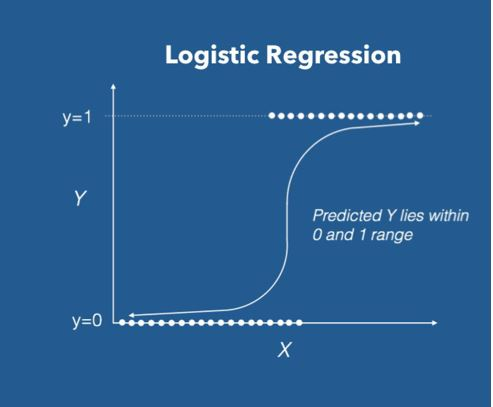 Logistic Regression
y=1
Y
Predicted Y lies within
0 and 1 range
y=0
X